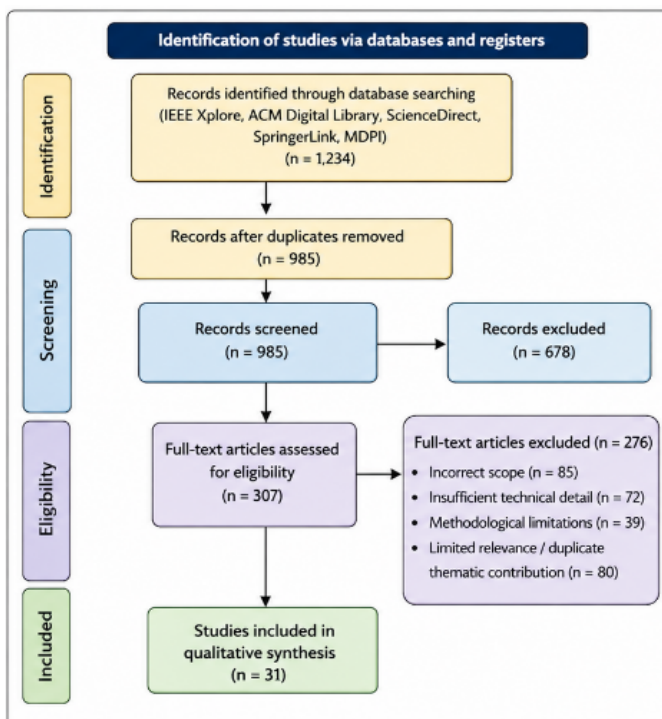 Identification of studies via databases and registers
Identification
Records identified through database searching
(IEEE Xplore, ACM Digital Library, ScienceDirect,
SpringerLink, MDPI)
(n = 1,234)
Records after duplicates removed
(n = 985)
Screening
Records screened
(n = 985)
Records excluded
(n = 678)
Eligibility
Full-text articles assessed
for eligibility
(n = 307)
Full-text articles excluded (n = 276)
• Incorrect scope (n = 85)
• Insufficient technical detail (n = 72)
• Methodological limitations (n = 39)
• Limited relevance / duplicate
thematic contribution (n = 80)
Included
Studies included in
qualitative synthesis
(n = 31)